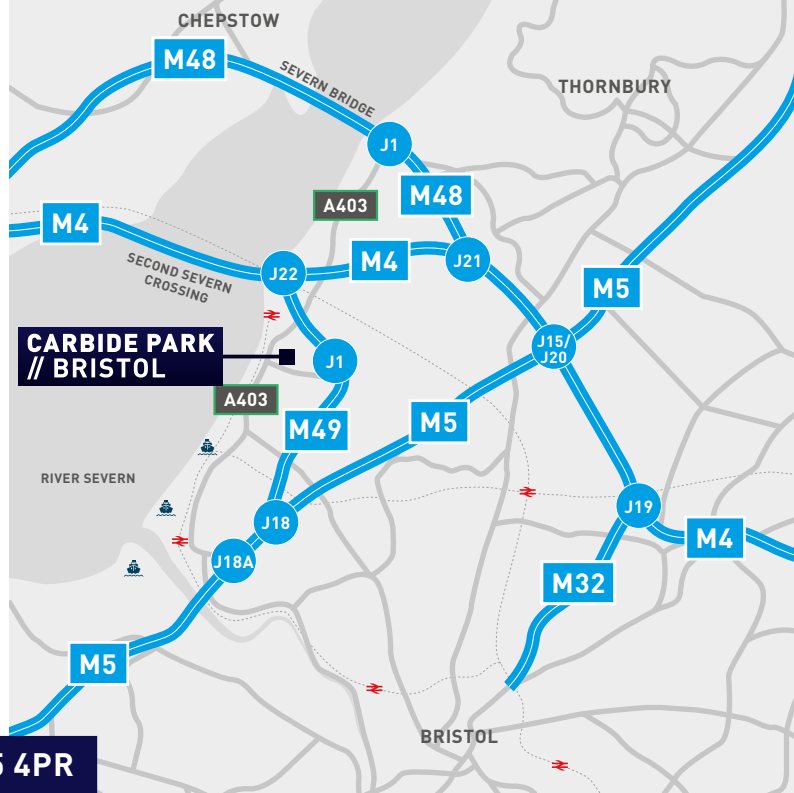 CHEPSTOW
M48
SEVERN BRIDGE
THORNBURY
J1
M48
A403
M4
SECOND SEVERN
CROSSING
J22
M4
J21
M5
CARBIDE PARK
// BRISTOL
J1
J15/
J20
A403
M49
M5
RIVER SEVERN
J18
J19
J18A
M4
M32
M5
BRISTOL
4PR